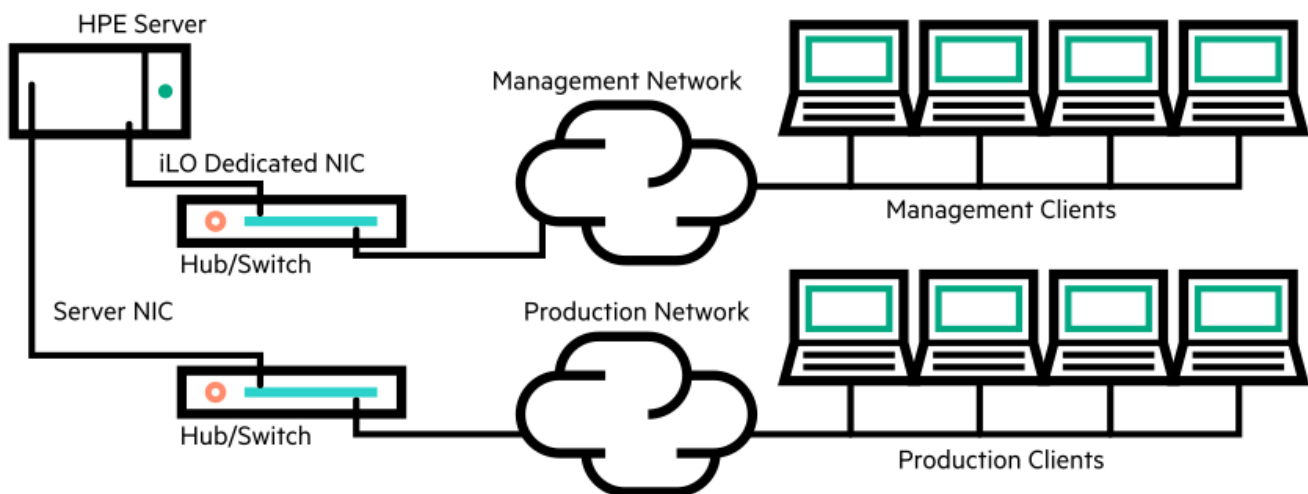 HPE Server
Management Network
iLO Dedicated NIC
Management Clients
Hub/Switch
Server NIC
Production Network
Hub/Switch
Production Clients